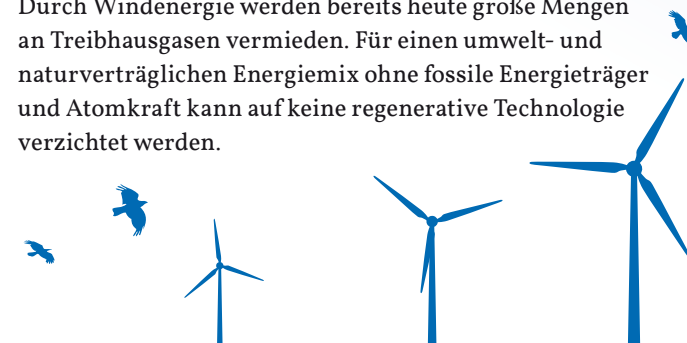 Durch Windenergie werden bereits heute große Mengen
an Treibhausgasen vermieden. Für einen umwelt- und
naturverträglichen Energiemix ohne fossile Energieträger
und Atomkraft kann auf keine regenerative Technologie
verzichtet werden.